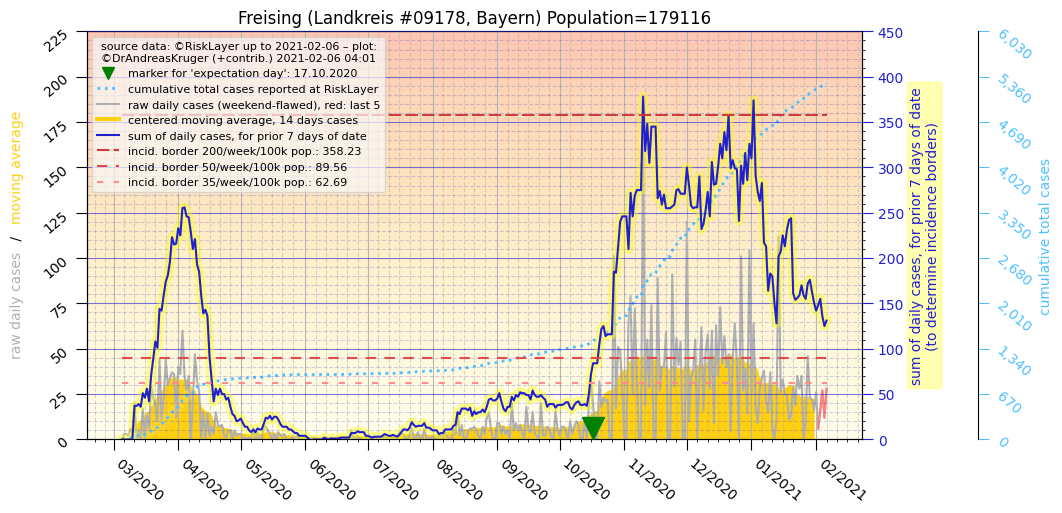 Freising (Landkreis #09178, Bayern) Population=179116
source data: ©RiskLayer up to 2021-02-06 – plot:
©DrAndreasKruger (+contrib.) 2021-02-06 04:01
marker for 'expectation day': 17.10.2020
cumulative total cases reported at RiskLayer
raw daily cases (weekend-flawed), red: last 5
centered moving average, 14 days cases
sum of daily cases, for prior 7 days of date
incid. border 200/week/100k pop.: 358.23
incid. border 50/week/100k pop.: 89.56
incid. border 35/week/100k pop.: 62.69
raw daily cases / moving average
225
200
175
150
125
100
75
50
25
0
03/2020
04/2020
05/2020
06/2020
07/2020
08/2020
09/2020
10/2020
11/2020
12/2020
01/2021
02/2021
450
400
350
300
250
200
150
100
50
0
sum of daily cases, for prior 7 days of date
(to determine incidence borders)
6,030
5,360
4,690
4,020
3,350
2,680
2,010
1,340
670
0
cumulative total cases